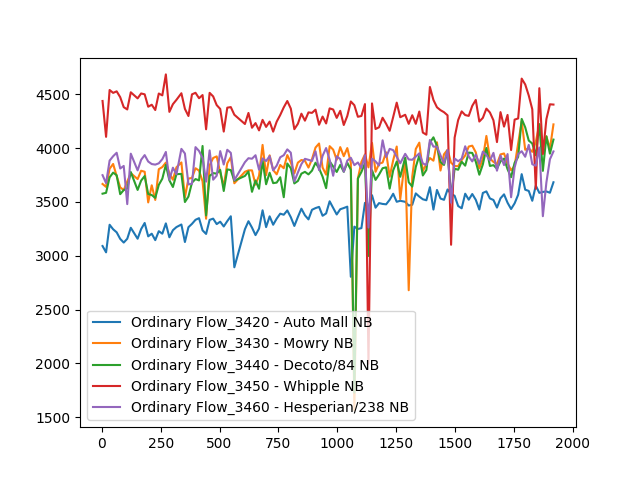 4500
4000
3500
3000
2500
2000
1500
Ordinary Flow_3420 - Auto Mall NB
Ordinary Flow_3430 - Mowry NB
Ordinary Flow_3440 - Decoto/84 NB
Ordinary Flow_3450 - Whipple NB
Ordinary Flow_3460 - Hesperian/238 NB
0 250 500 750 1000 1250 1500 1750 2000